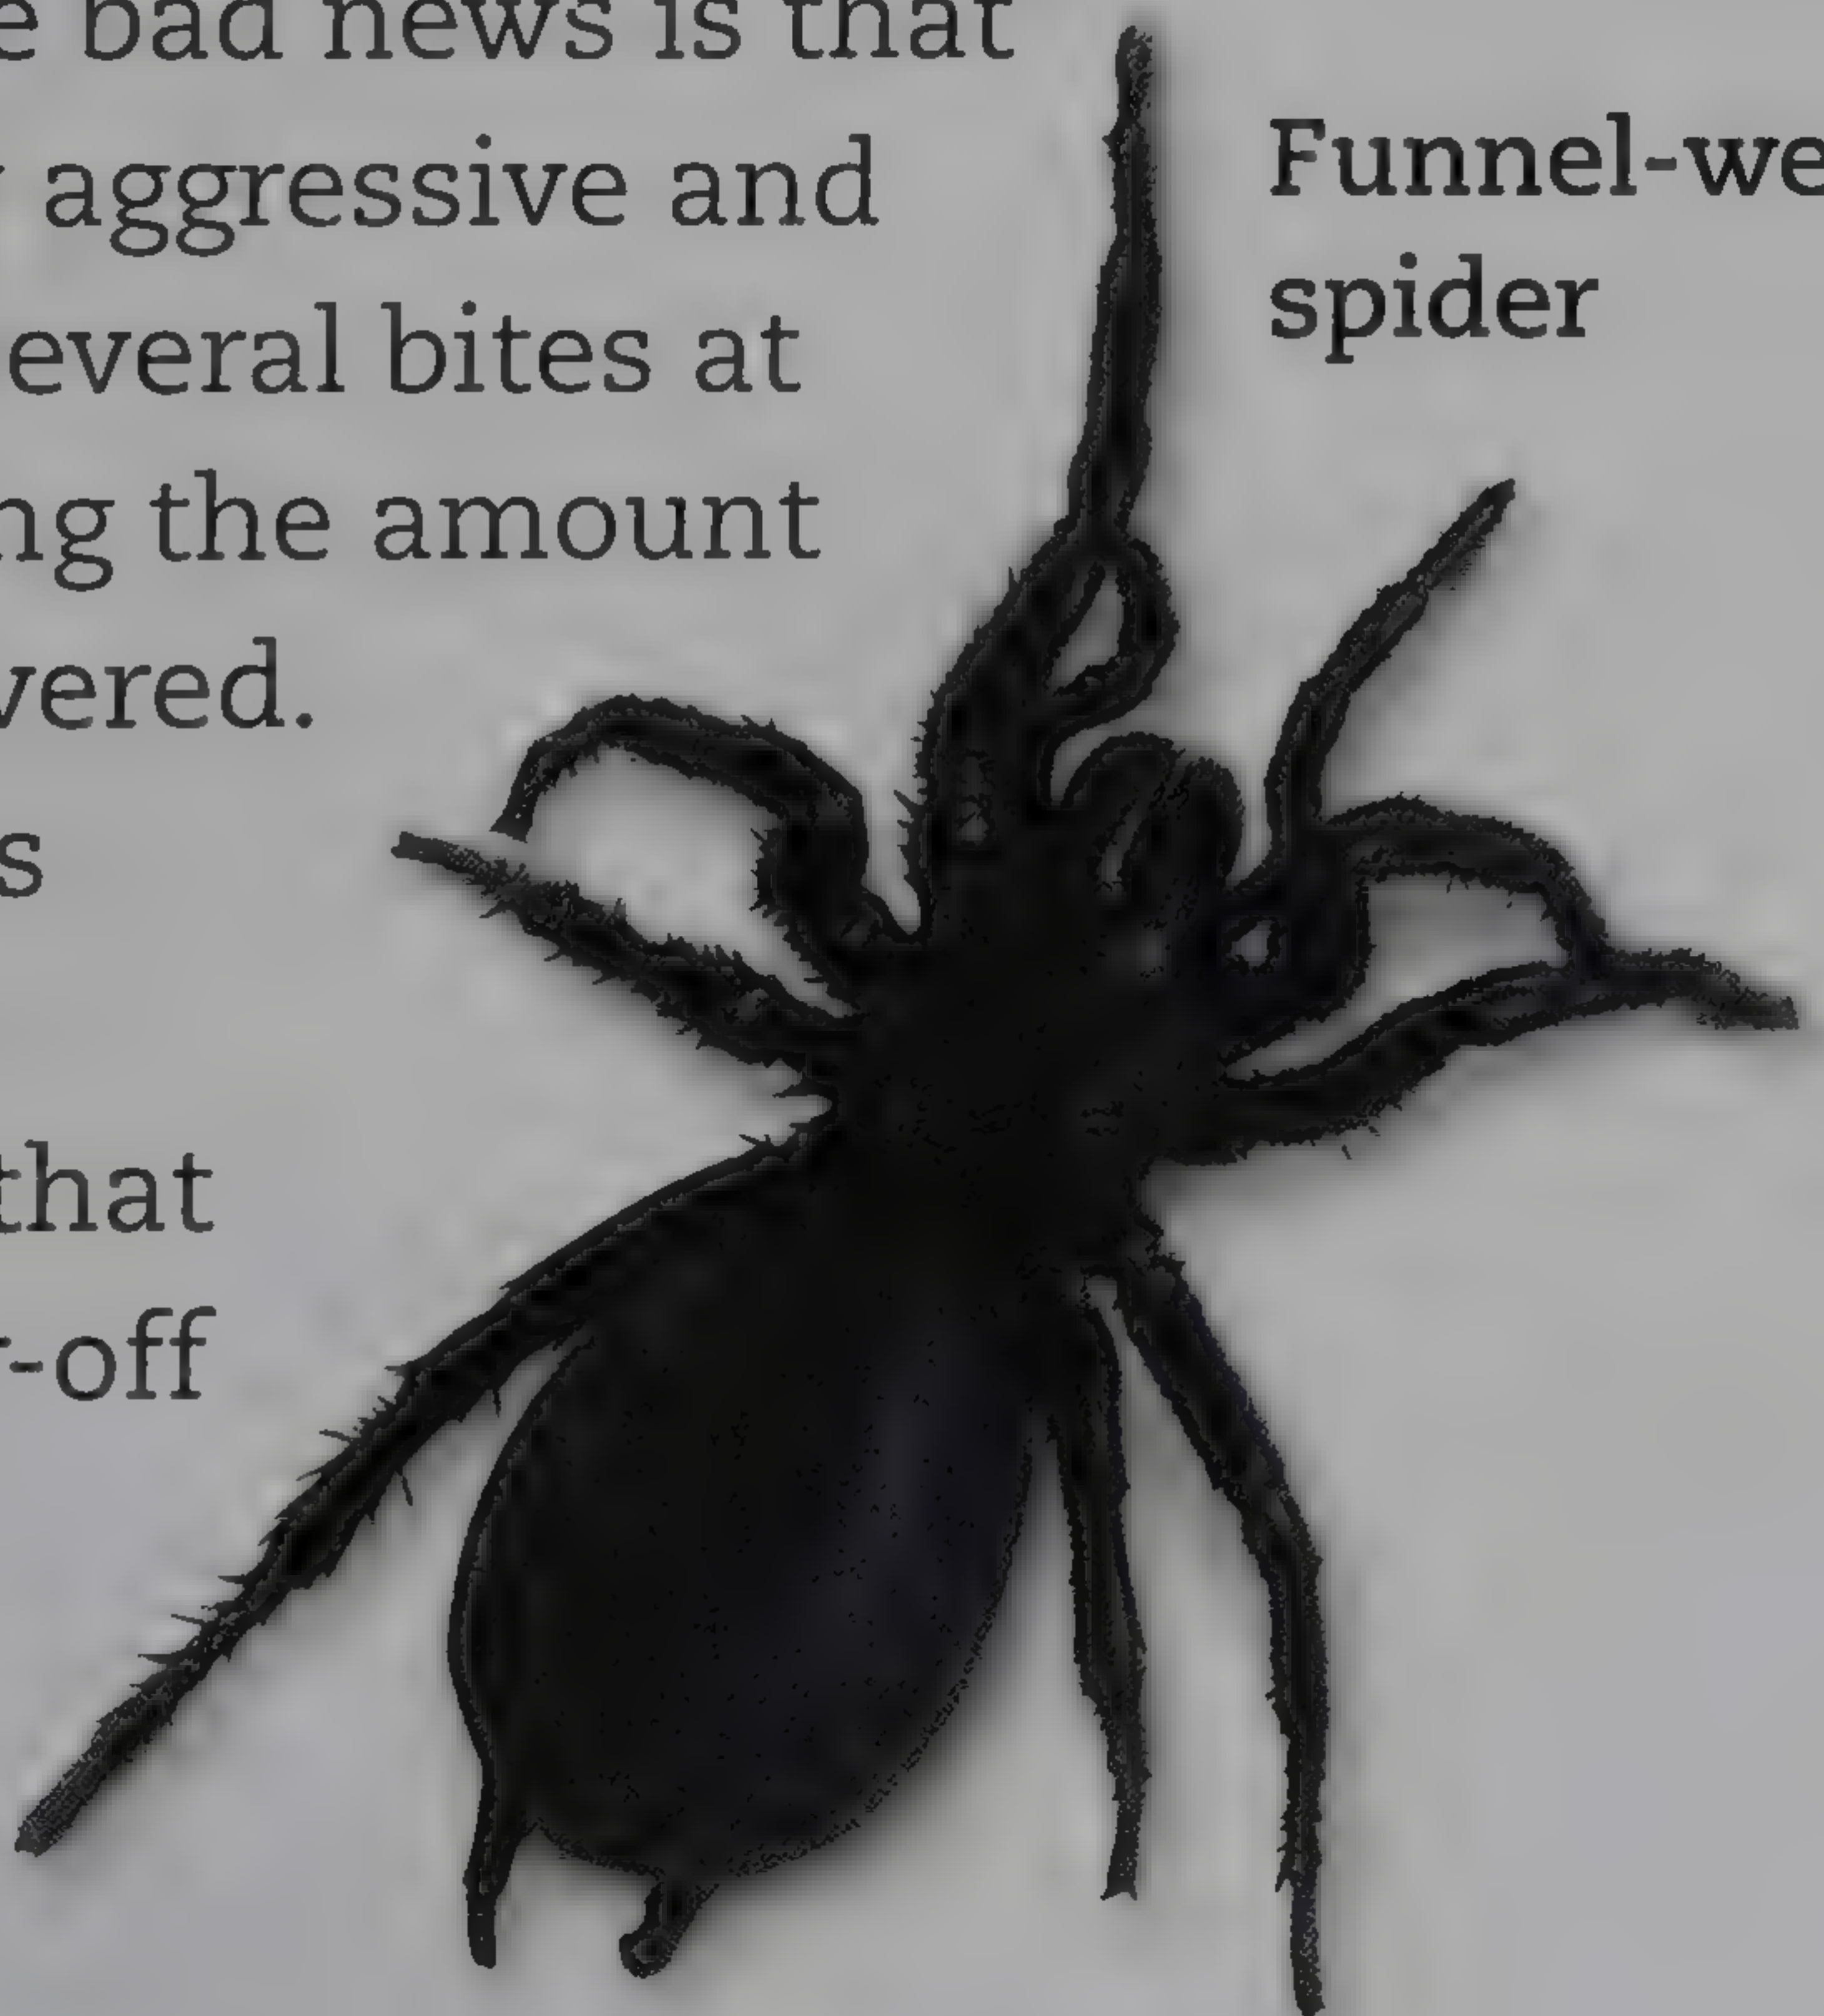 e bad news is that
aggressive and
everal bites at
ng the amount
vered.
s
that
r-off
Funnel-we
spider